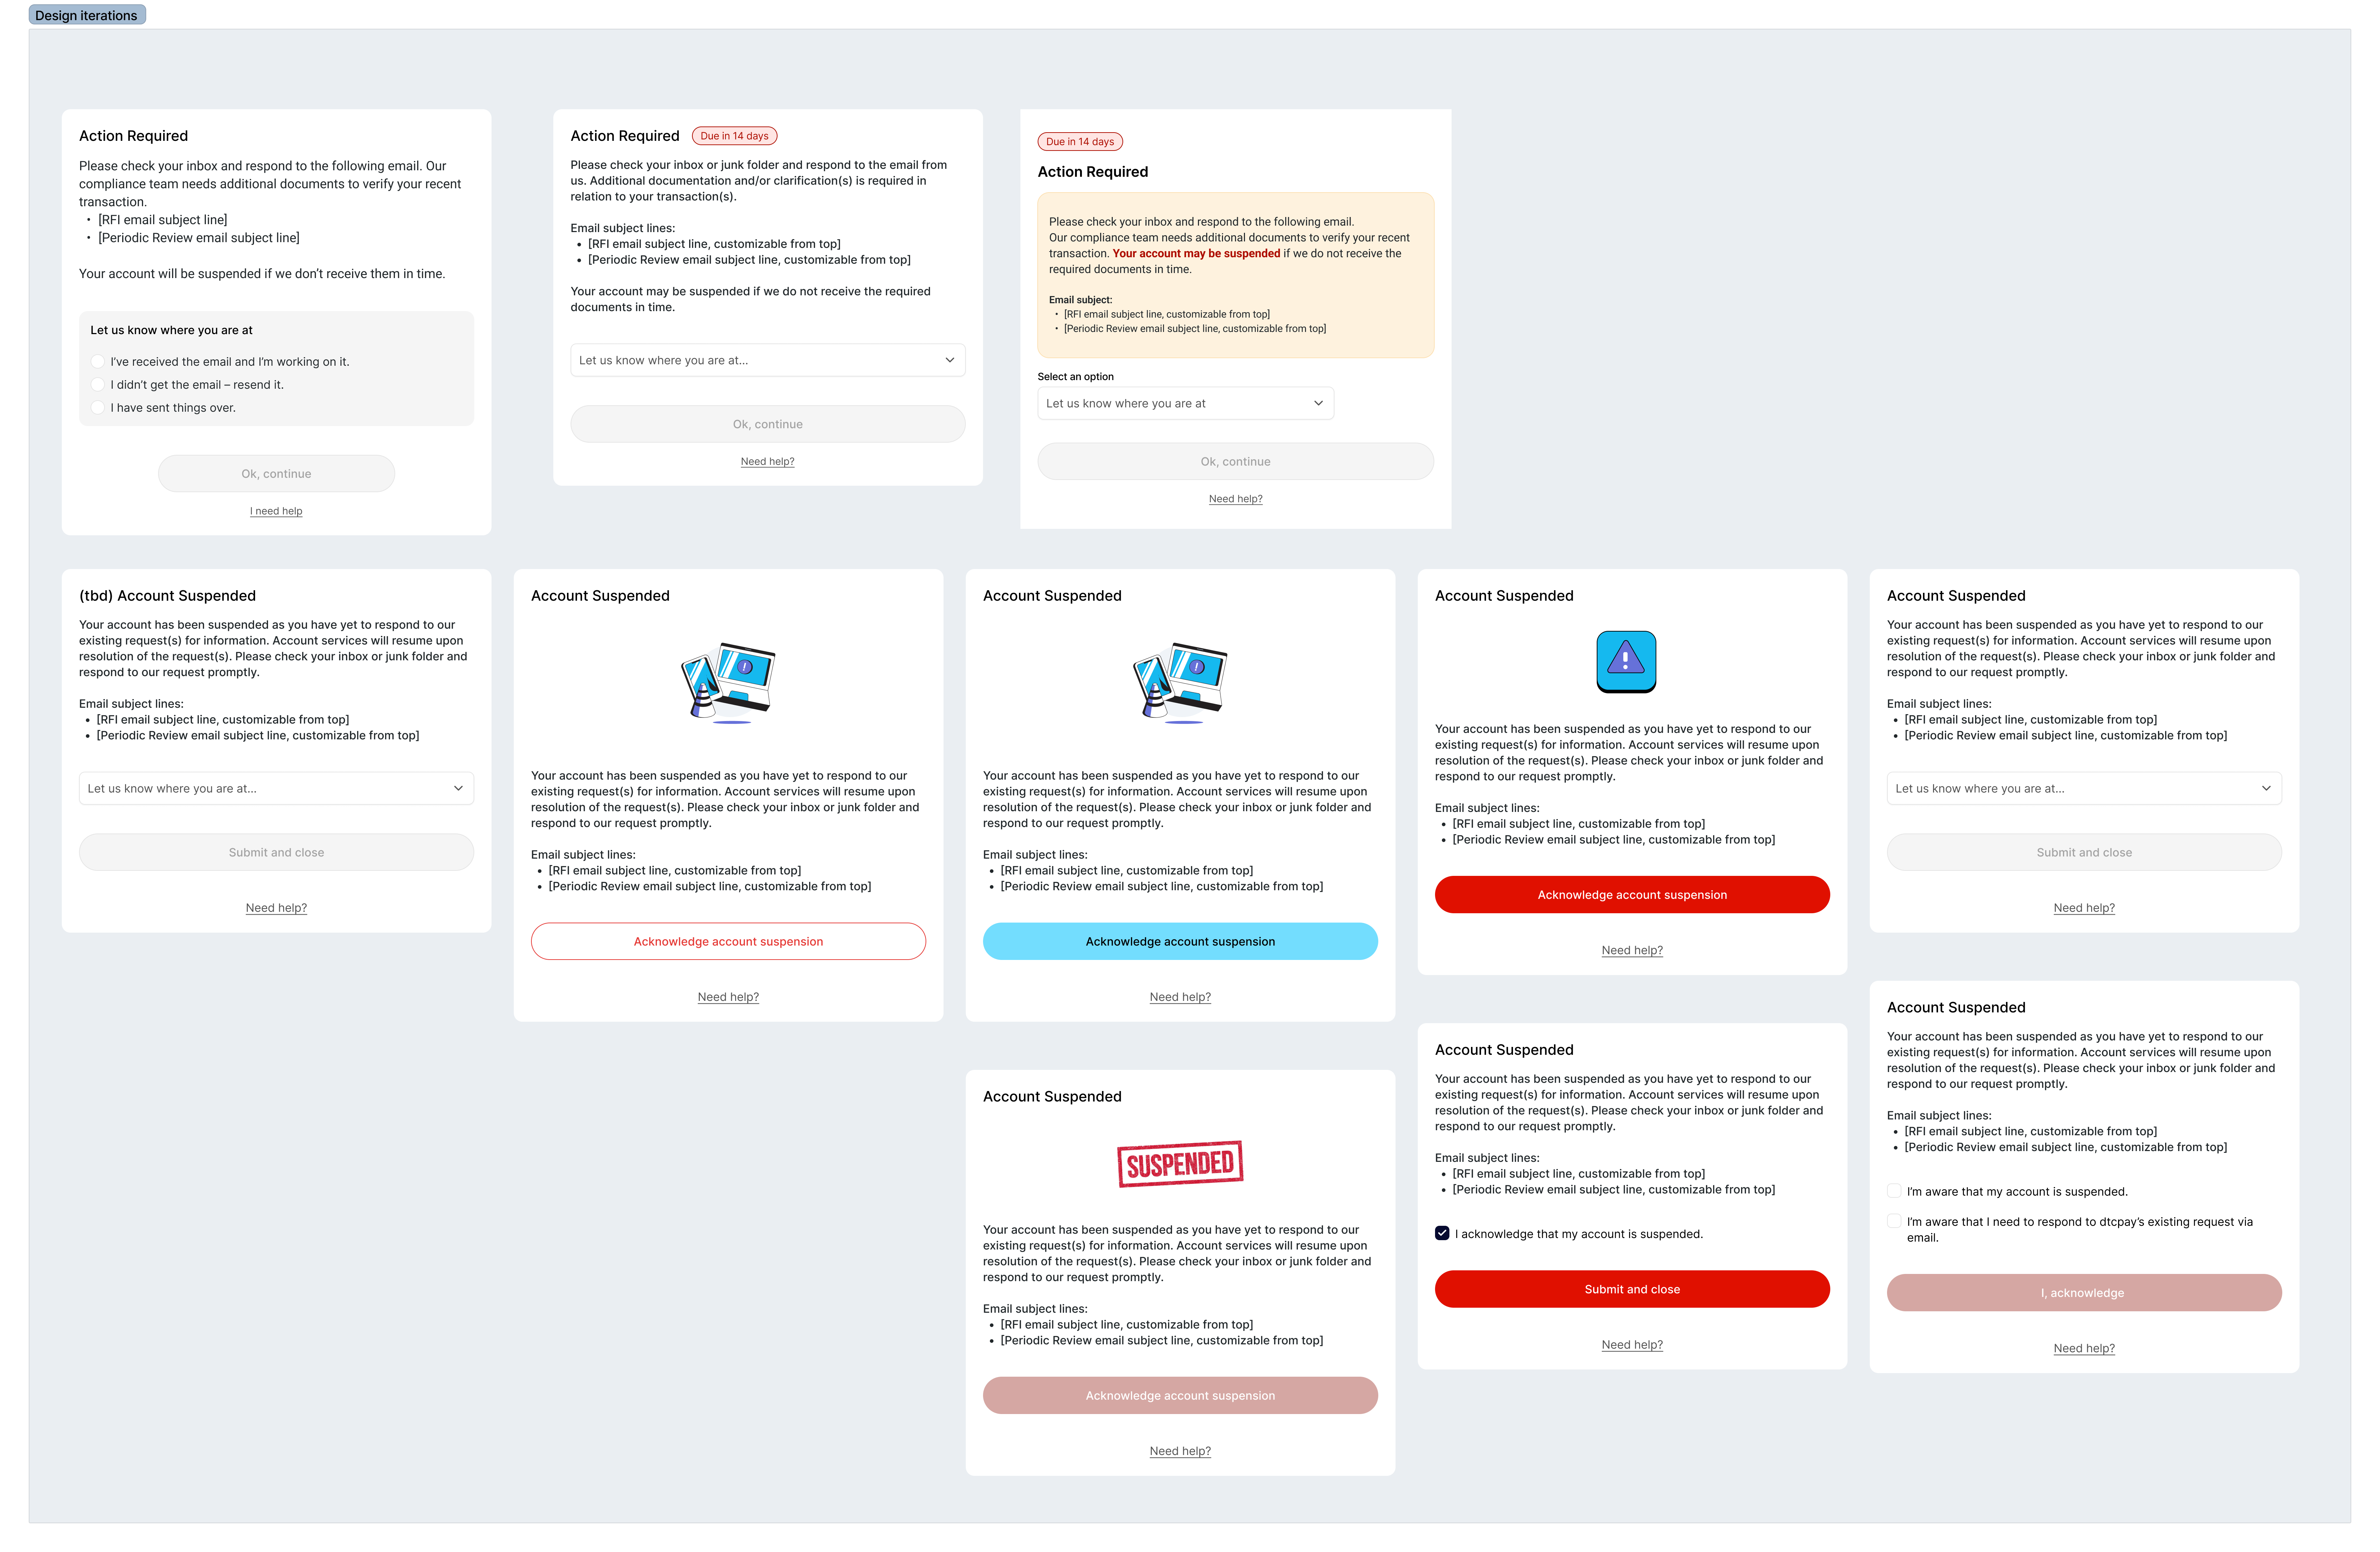 Design iterations
Action Required
Please check your inbox and respond to the following email. Our
compliance team needs additional documents to verify your recent
transaction.
• [RFI email subject line]
• [Periodic Review email subject line]
Your account will be suspended if we don’t receive them in time.
Let us know where you are at
I’ve received the email and I’m working on it.
I didn’t get the email – resend it.
I have sent things over.
Ok, continue
I need help
Action Required
Due in 14 days
Please check your inbox or junk folder and respond to the email from
us. Additional documentation and/or clarification(s) is required in
relation to your transaction(s).
Email subject lines:
• [RFI email subject line, customizable from top]
• [Periodic Review email subject line, customizable from top]
Your account may be suspended if we do not receive the required
documents in time.
Let us know where you are at...
Ok, continue
Need help?
Due in 14 days
Action Required
Please check your inbox and respond to the following email.
Our compliance team needs additional documents to verify your recent
transaction. Your account may be suspended if we do not receive the
required documents in time.
Email subject:
• [RFI email subject line, customizable from top]
• [Periodic Review email subject line, customizable from top]
Select an option
Let us know where you are at
Ok, continue
Need help?
(tbd) Account Suspended
Your account has been suspended as you have yet to respond to our
existing request(s) for information. Account services will resume upon
resolution of the request(s). Please check your inbox or junk folder and
respond to our request promptly.
Email subject lines:
• [RFI email subject line, customizable from top]
• [Periodic Review email subject line, customizable from top]
Let us know where you are at...
Submit and close
Need help?
Account Suspended
Your account has been suspended as you have yet to respond to our
existing request(s) for information. Account services will resume upon
resolution of the request(s). Please check your inbox or junk folder and
respond to our request promptly.
Email subject lines:
• [RFI email subject line, customizable from top]
• [Periodic Review email subject line, customizable from top]
Acknowledge account suspension
Need help?
Account Suspended
Your account has been suspended as you have yet to respond to our
existing request(s) for information. Account services will resume upon
resolution of the request(s). Please check your inbox or junk folder and
respond to our request promptly.
Email subject lines:
• [RFI email subject line, customizable from top]
• [Periodic Review email subject line, customizable from top]
Acknowledge account suspension
Need help?
Account Suspended
Your account has been suspended as you have yet to respond to our
existing request(s) for information. Account services will resume upon
resolution of the request(s). Please check your inbox or junk folder and
respond to our request promptly.
Email subject lines:
• [RFI email subject line, customizable from top]
• [Periodic Review email subject line, customizable from top]
Acknowledge account suspension
Need help?
Account Suspended
Your account has been suspended as you have yet to respond to our
existing request(s) for information. Account services will resume upon
resolution of the request(s). Please check your inbox or junk folder and
respond to our request promptly.
Email subject lines:
• [RFI email subject line, customizable from top]
• [Periodic Review email subject line, customizable from top]
Let us know where you are at...
Submit and close
Need help?
Account Suspended
SUSPENDED
Your account has been suspended as you have yet to respond to our
existing request(s) for information. Account services will resume upon
resolution of the request(s). Please check your inbox or junk folder and
respond to our request promptly.
Email subject lines:
• [RFI email subject line, customizable from top]
• [Periodic Review email subject line, customizable from top]
Acknowledge account suspension
Need help?
Account Suspended
Your account has been suspended as you have yet to respond to our
existing request(s) for information. Account services will resume upon
resolution of the request(s). Please check your inbox or junk folder and
respond to our request promptly.
Email subject lines:
• [RFI email subject line, customizable from top]
• [Periodic Review email subject line, customizable from top]
I acknowledge that my account is suspended.
Submit and close
Need help?
Account Suspended
Your account has been suspended as you have yet to respond to our
existing request(s) for information. Account services will resume upon
resolution of the request(s). Please check your inbox or junk folder and
respond to our request promptly.
Email subject lines:
• [RFI email subject line, customizable from top]
• [Periodic Review email subject line, customizable from top]
I’m aware that my account is suspended.
I’m aware that I need to respond to dtcpay’s existing request via
email.
I, acknowledge
Need help?